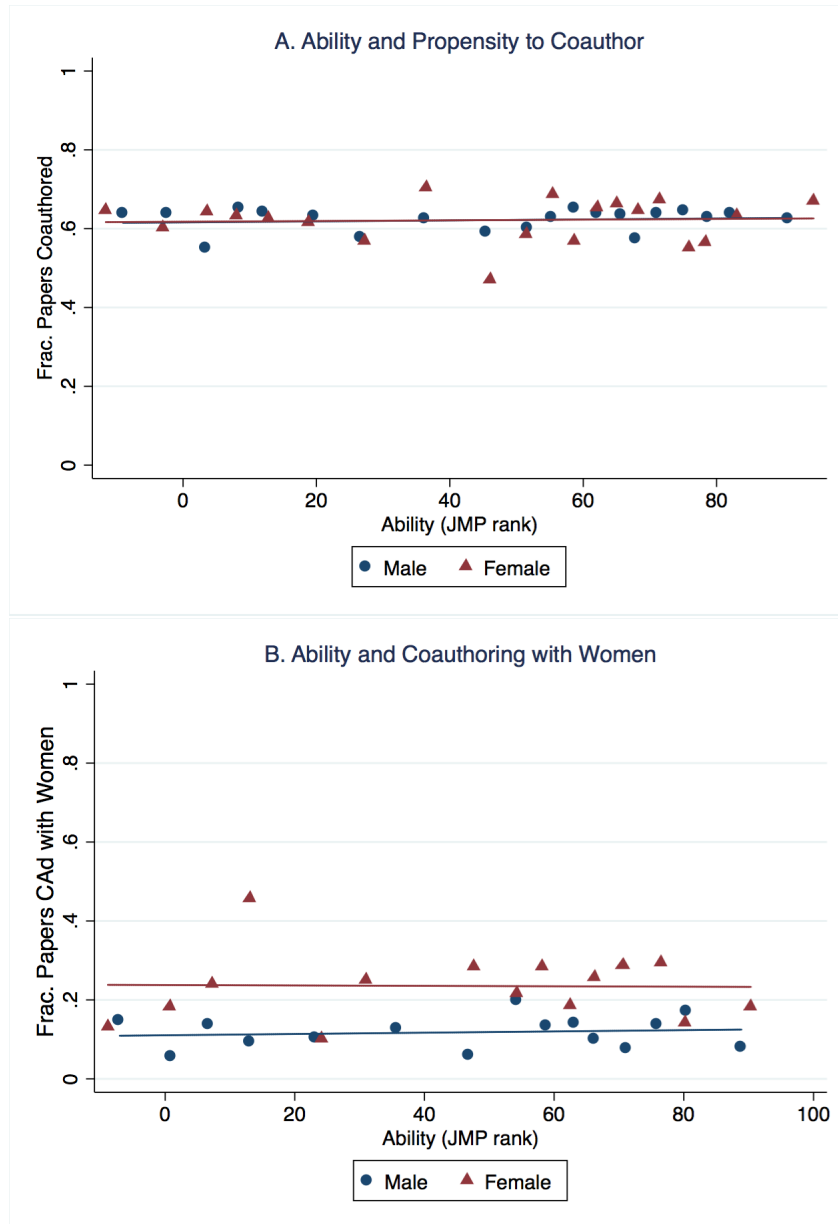 A. Ability and Propensity to Coauthor
Frac. Papers Coauthored
1
.8
.6
.4
.2
0
0 20 40 60 80
Ability (JMP rank)
Male Female
B. Ability and Coauthoring with Women
Frac. Papers CAd with Women
1
.8
.6
.4
.2
0
0 20 40 60 80 100
Ability (JMP rank)
Male Female